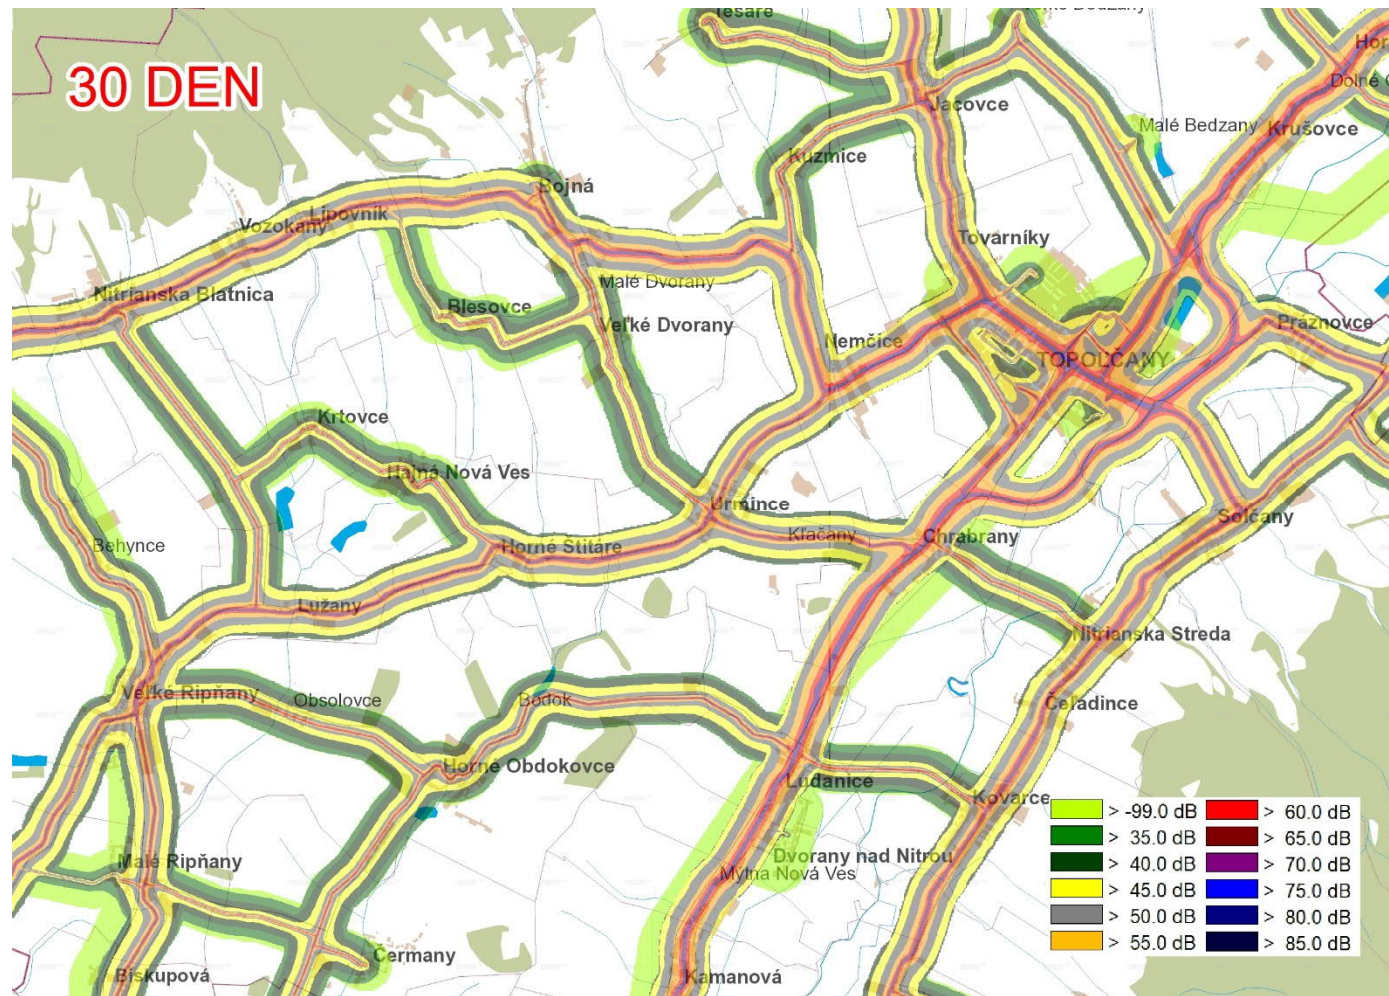 Tesáre
30 DEN
Hor
Dolné
Jacovce
Malé Bedzany
Krušovce
Kuzmice
Bojná
Lipovník
Vozokany
Tovarníky
Malé Dvorany
Nitrianska Blatnica
Blesovce
Veľké Dvorany
Nemčice
Práznovce
TOPOĽČANY
Krtovce
Hajná Nová Ves
Urmince
Solčany
Kľačany
Chrabrany
Behynce
Horné Štitáre
Lužany
Nitrianska Streda
Veľké Ripňany
Obsolovce
Bodok
Čeľadince
Horné Obdokovce
Ludanice
Kovarce
> -99.0 dB
> 60.0 dB
> 35.0 dB
> 65.0 dB
> 40.0 dB
> 70.0 dB
> 45.0 dB
> 75.0 dB
> 50.0 dB
> 80.0 dB
> 55.0 dB
> 85.0 dB
Malé Ripňany
Dvorany nad Nitrou
Mýtna Nová Ves
Čermany
Biskupová
Kamanová